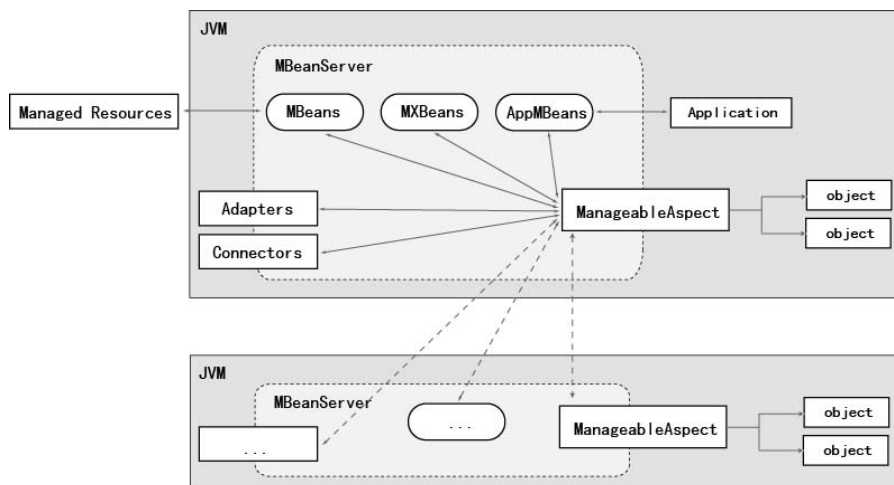 JVM
MBeanServer
Managed Resources
MBeans
MXBeans
AppMBeans
Application
Adapters
ManageableAspect
object
object
Connectors
JVM
MBeanServer
...
...
ManageableAspect
object
object